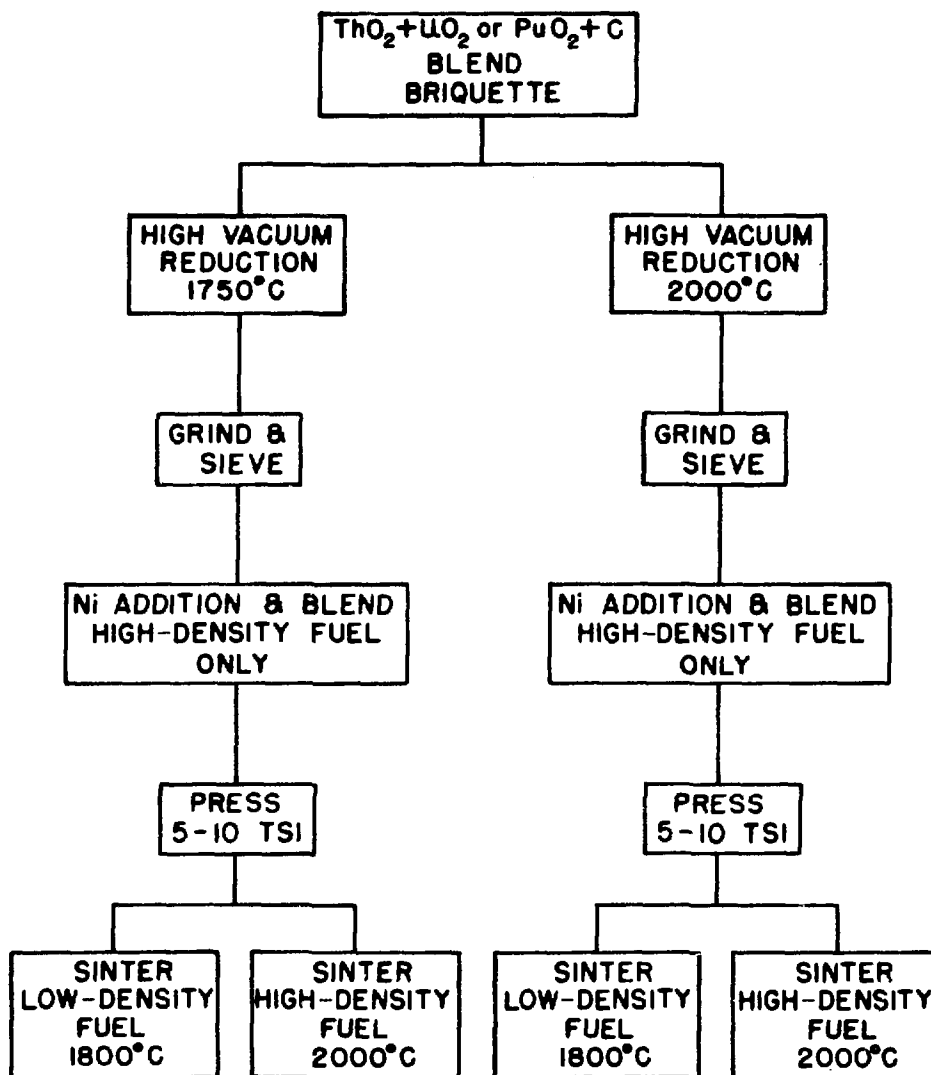 ThO₂+UO₂ or PuO₂+C
BLEND
BRIQUETTE
HIGH VACUUM
REDUCTION
1750°C
HIGH VACUUM
REDUCTION
2000°C
GRIND &
SIEVE
GRIND &
SIEVE
Ni ADDITION & BLEND
HIGH-DENSITY FUEL
ONLY
Ni ADDITION & BLEND
HIGH-DENSITY FUEL
ONLY
PRESS
5-10 TSI
PRESS
5-10 TSI
SINTER
LOW-DENSITY
FUEL
1800°C
SINTER
HIGH-DENSITY
FUEL
2000°C
SINTER
LOW-DENSITY
FUEL
1800°C
SINTER
HIGH-DENSITY
FUEL
2000°C